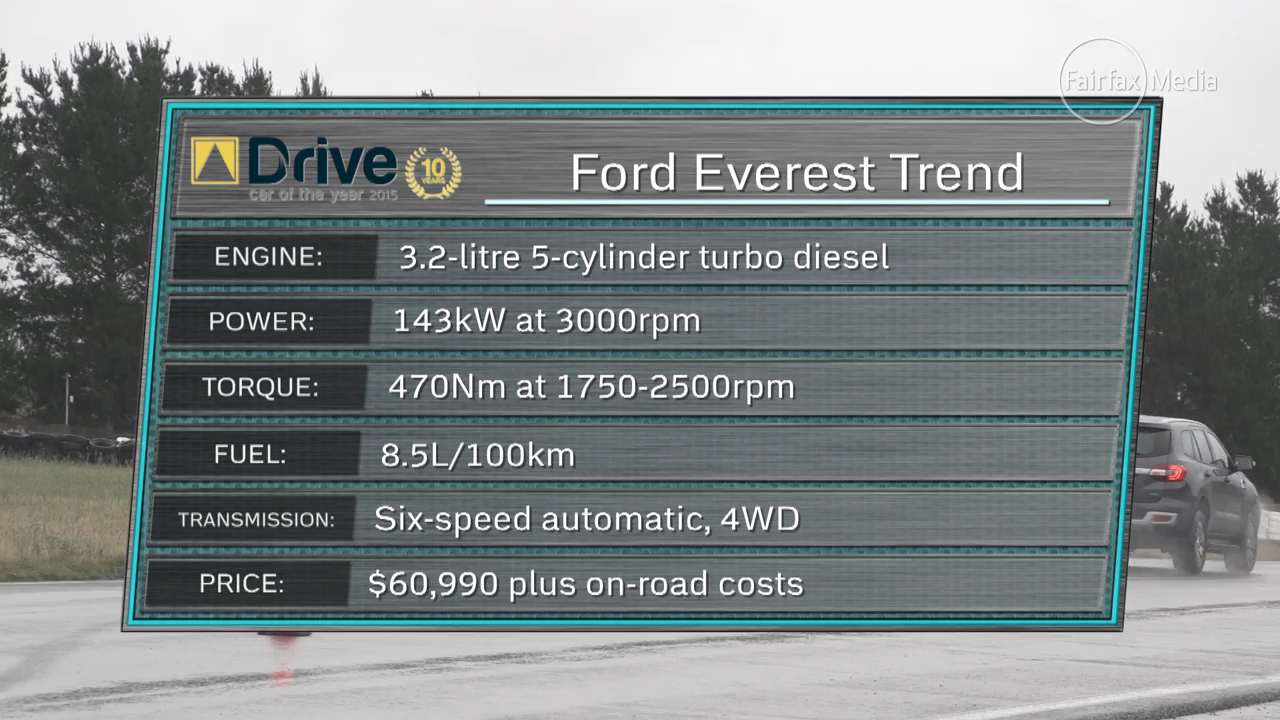 Fairfax Media
Drive
car of the year 2015
10
YEARS
Ford Everest Trend
ENGINE: 3.2-litre 5-cylinder turbo diesel
POWER: 143kW at 3000rpm
TORQUE: 470Nm at 1750-2500rpm
FUEL: 8.5L/100km
TRANSMISSION: Six-speed automatic, 4WD
PRICE: $60,990 plus on-road costs